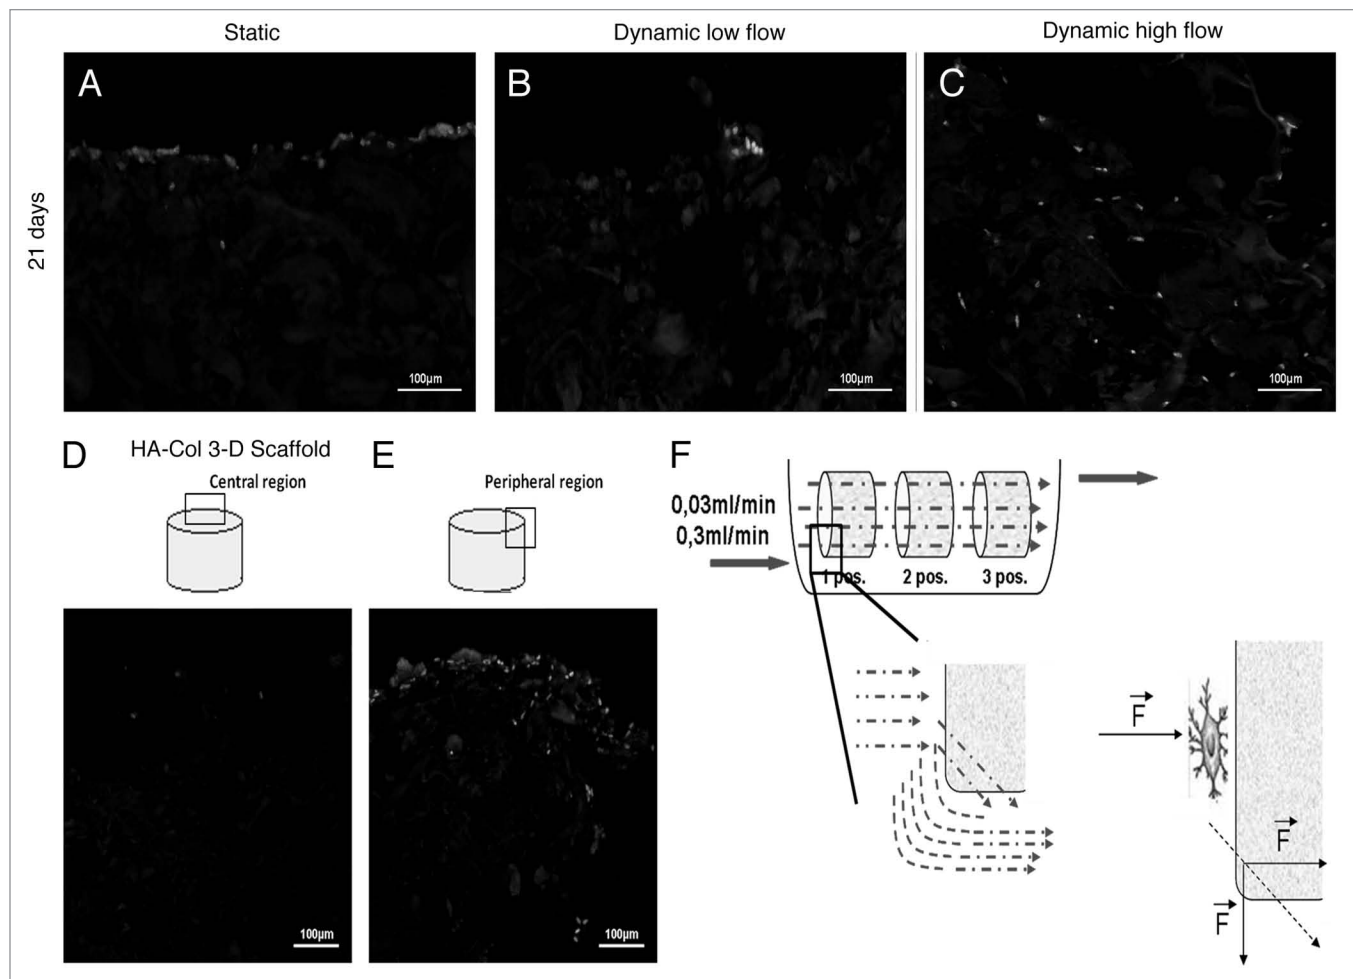 Static
Dynamic low flow
Dynamic high flow
A
B
C
21 days
100µm
100µm
100µm
D
HA-Col 3-D Scaffold
E
F
Central region
Peripheral region
0,03ml/min
0,3ml/min
1 pos.
2 pos.
3 pos.
F
F
F
100µm
100µm